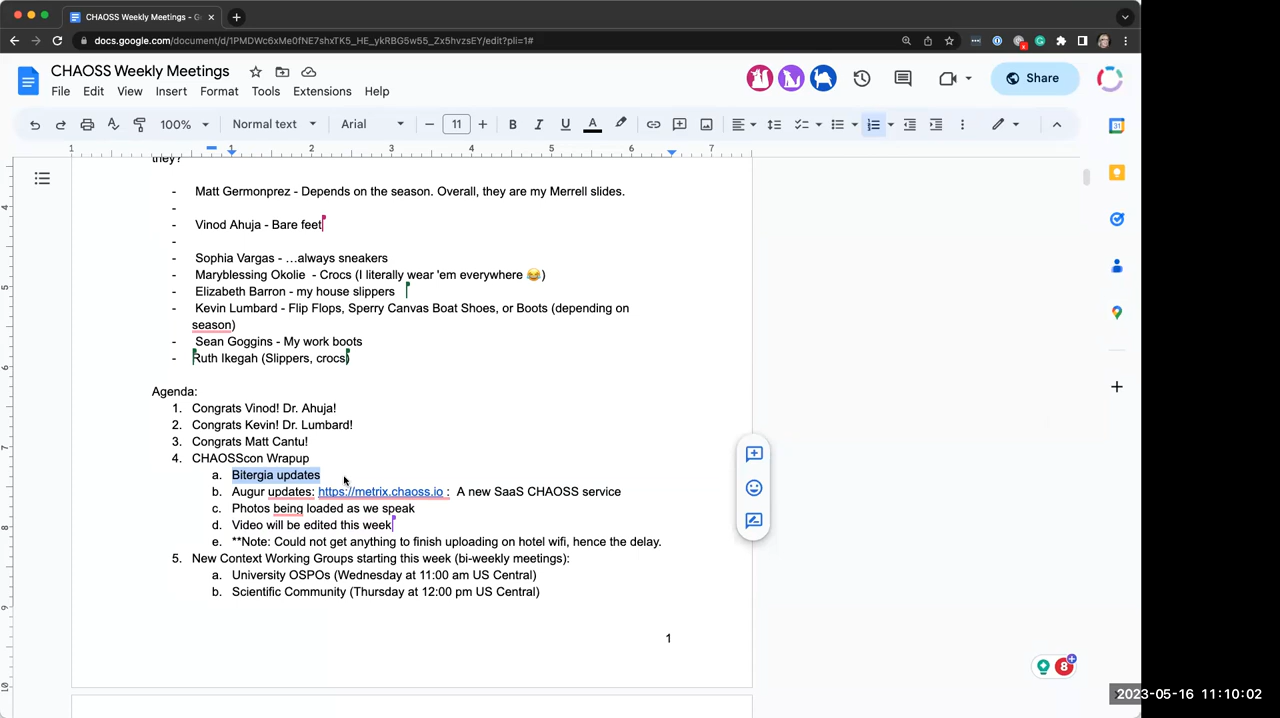 CHAOSS Weekly Meetings - G
docs.google.com/document/d/1PMDWc6xMe0fNE7shxTK5_HE_ykRBG5w55_Zx5hvzsEY/edit?pli=1#
CHAOSS Weekly Meetings
File Edit View Insert Format Tools Extensions Help
Share
100% Normal text Arial 11
1 1 2 3 4 5 6 7
they?
- Matt Germonprez - Depends on the season. Overall, they are my Merrell slides.
-
- Vinod Ahuja - Bare feet
-
- Sophia Vargas - …always sneakers
- Maryblessing Okolie - Crocs (I literally wear 'em everywhere 😂)
- Elizabeth Barron - my house slippers
- Kevin Lumbard - Flip Flops, Sperry Canvas Boat Shoes, or Boots (depending on
season)
- Sean Goggins - My work boots
- Ruth Ikegah (Slippers, crocs)
Agenda:
1. Congrats Vinod! Dr. Ahuja!
2. Congrats Kevin! Dr. Lumbard!
3. Congrats Matt Cantu!
4. CHAOSScon Wrapup
a. Bitergia updates
b. Augur updates: https://metrix.chaoss.io : A new SaaS CHAOSS service
c. Photos being loaded as we speak
d. Video will be edited this week
e. **Note: Could not get anything to finish uploading on hotel wifi, hence the delay.
5. New Context Working Groups starting this week (bi-weekly meetings):
a. University OSPOs (Wednesday at 11:00 am US Central)
b. Scientific Community (Thursday at 12:00 pm US Central)
1
8
2023-05-16 11:10:02